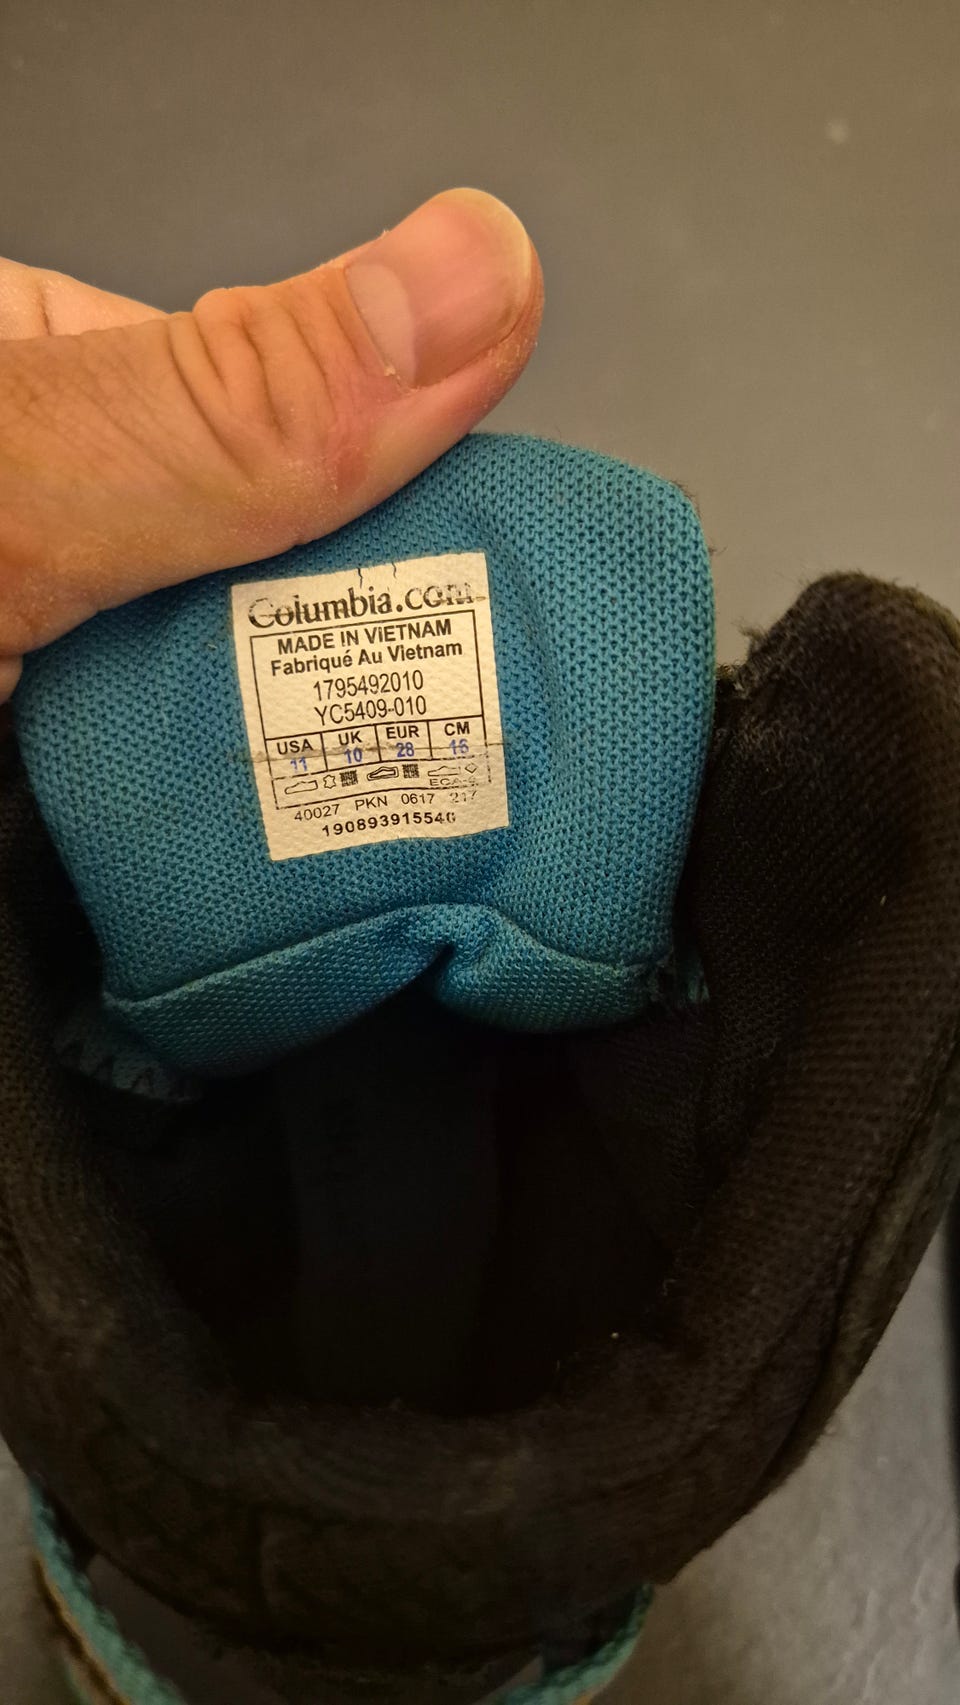 Columbia.com
MADE IN VIETNAM
Fabriqué Au Vietnam
1795492010
YC5409-010
USA UK EUR CM
11 10 28 16
40027 PKN 0617 217